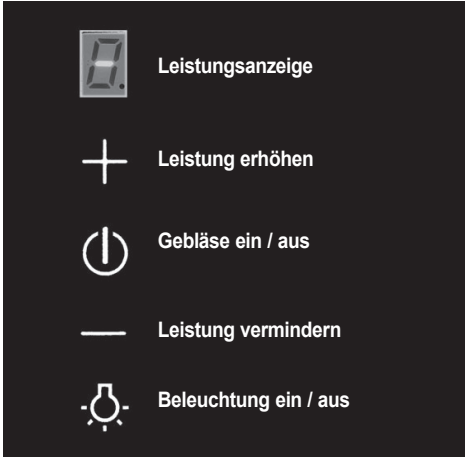 Leistungsanzeige
Leistung erhöhen
Gebläse ein / aus
Leistung vermindern
Beleuchtung ein / aus